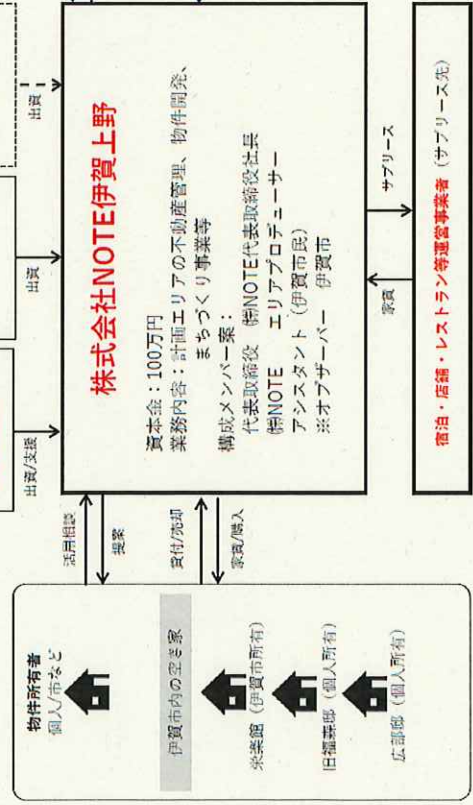 出資/支援
出資
出資
株式会社NOTE伊賀上野
資本金：100万円
業務内容：計画エリアの不動産管理、物件開発、
まちづくり事業等
構成メンバー案：
代表取締役　㈱NOTE代表取締役社長
㈱NOTE　エリアプロデューサー
アシスタント（伊賀市民）
※オブザーバー　伊賀市
活用相談
提案
貸付/売却
家賃/購入
物件所有者
個人/市など
伊賀市内の空き家
栄楽館（伊賀市所有）
旧福森邸（個人所有）
広部邸（個人所有）
家賃
サブリース
宿泊・店舗・レストラン等運営事業者（サブリース先）